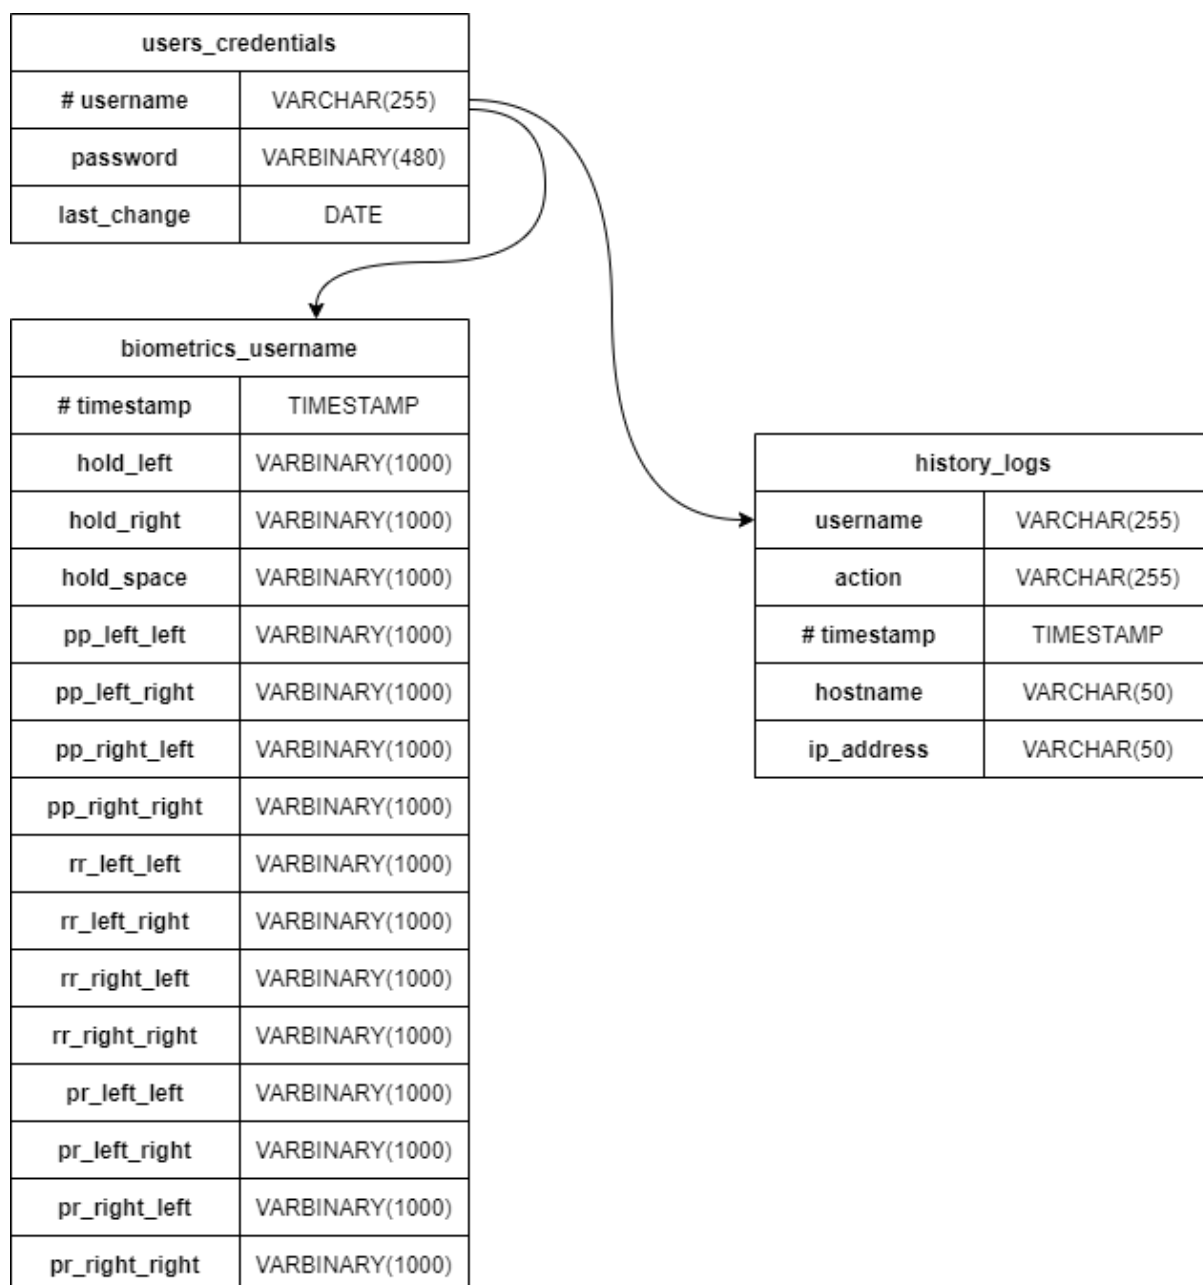 users_credentials
# username VARCHAR(255)
password VARBINARY(480)
last_change DATE
biometrics_username
# timestamp TIMESTAMP
hold_left VARBINARY(1000)
hold_right VARBINARY(1000)
hold_space VARBINARY(1000)
pp_left_left VARBINARY(1000)
pp_left_right VARBINARY(1000)
pp_right_left VARBINARY(1000)
pp_right_right VARBINARY(1000)
rr_left_left VARBINARY(1000)
rr_left_right VARBINARY(1000)
rr_right_left VARBINARY(1000)
rr_right_right VARBINARY(1000)
pr_left_left VARBINARY(1000)
pr_left_right VARBINARY(1000)
pr_right_left VARBINARY(1000)
pr_right_right VARBINARY(1000)
history_logs
username VARCHAR(255)
action VARCHAR(255)
# timestamp TIMESTAMP
hostname VARCHAR(50)
ip_address VARCHAR(50)